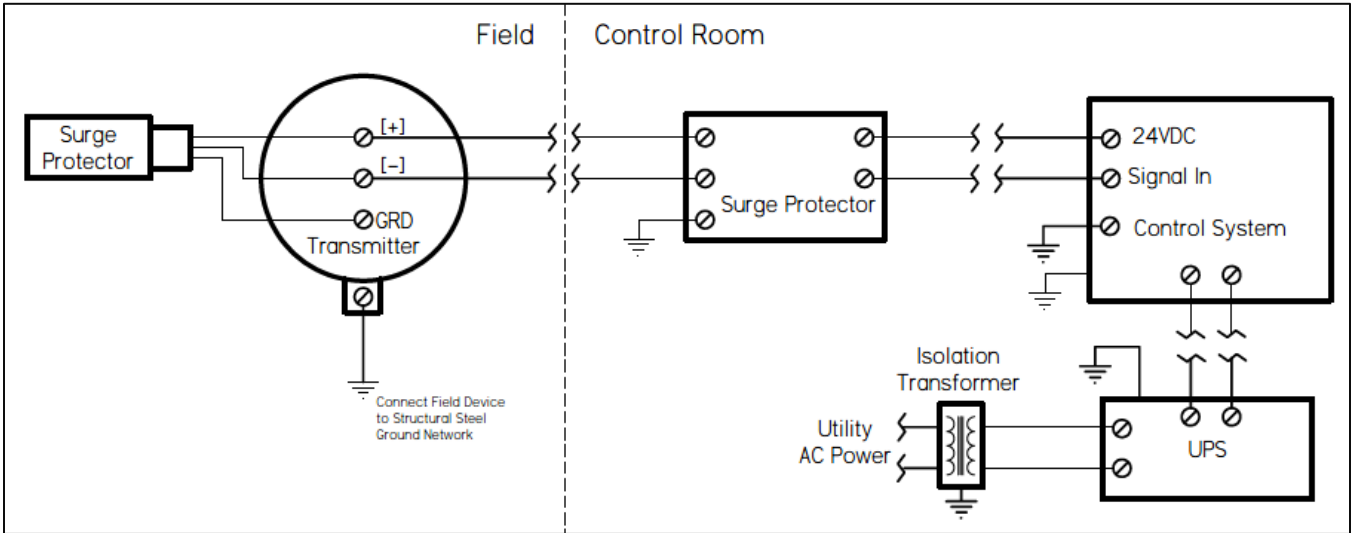 Field
Control Room
Surge
Protector
[+]
[−]
GRD
Transmitter
Connect Field Device
to Structural Steel
Ground Network
Surge Protector
24VDC
Signal In
Control System
Isolation
Transformer
Utility
AC Power
UPS